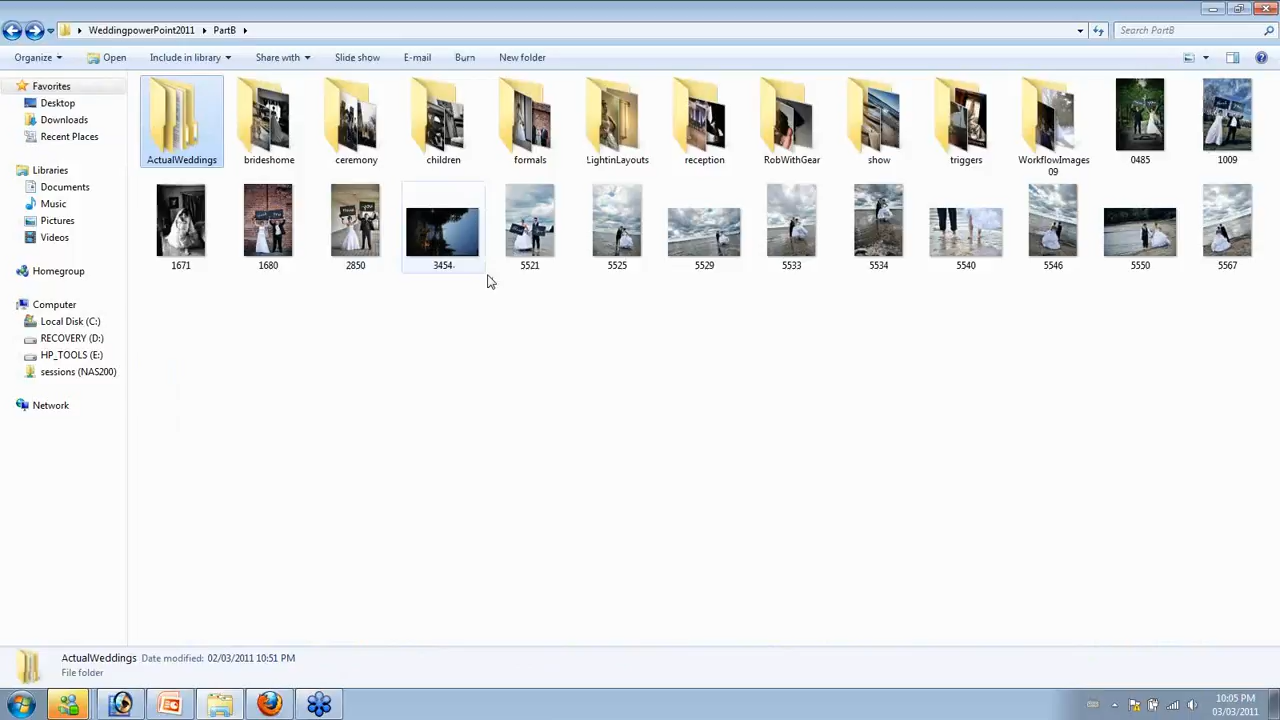 WeddingpowerPoint2011 PartB
Search PartB
Organize Include in library Share with Slide show E-mail Burn New folder
Open
Favorites
Desktop
Downloads
Recent Places
Libraries
Documents
Music
Pictures
Videos
Homegroup
Computer
Local Disk (C:)
RECOVERY (D:)
HP_TOOLS (E:)
sessions (NAS200)
Network
ActualWeddings brideshome ceremony children formals LightinLayouts reception RobWithGear show triggers WorkflowImages09 0485 1009
1671 1680 2850 3454 5521 5525 5529 5533 5534 5540 5546 5550 5567
ActualWeddings Date modified: 02/03/2011 10:51 PM
File folder
10:05 PM
03/03/2011